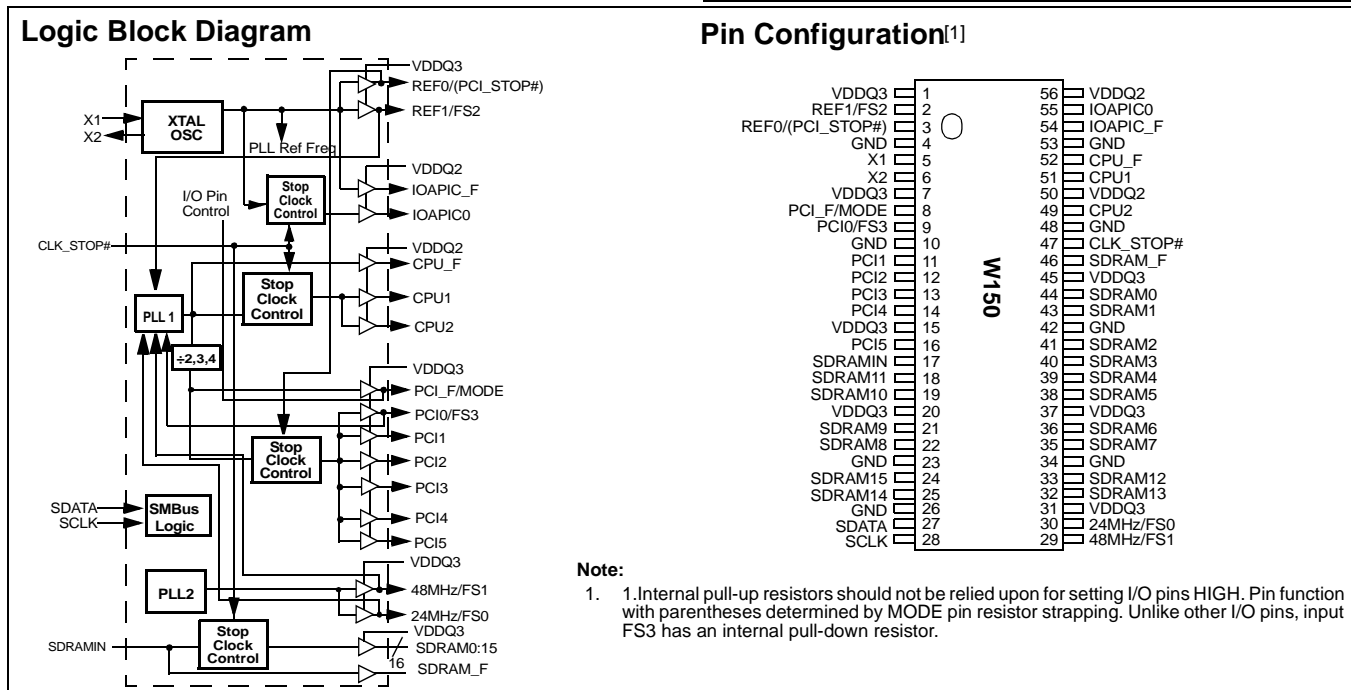 Logic Block Diagram
VDDQ3
REF0/(PCI_STOP#)
REF1/FS2
X1
X2
XTAL
OSC
PLL Ref Freq
VDDQ2
IOAPIC_F
IOAPIC0
I/O Pin
Control
Stop
Clock
Control
CLK_STOP#
VDDQ2
CPU_F
CPU1
CPU2
Stop
Clock
Control
PLL 1
÷2,3,4
VDDQ3
PCI_F/MODE
PCI0/FS3
PCI1
PCI2
PCI3
PCI4
PCI5
Stop
Clock
Control
SDATA
SCLK
SMBus
Logic
VDDQ3
48MHz/FS1
24MHz/FS0
PLL2
VDDQ3
SDRAM0:15
16
SDRAM_F
SDRAMIN
Stop
Clock
Control
Pin Configuration[1]
VDDQ3 1 56 VDDQ2
REF1/FS2 2 55 IOAPIC0
REF0/(PCI_STOP#) 3 54 IOAPIC_F
GND 4 53 GND
X1 5 52 CPU_F
X2 6 51 CPU1
VDDQ3 7 50 VDDQ2
PCI_F/MODE 8 49 CPU2
PCI0/FS3 9 48 GND
GND 10 47 CLK_STOP#
PCI1 11 46 SDRAM_F
PCI2 12 45 VDDQ3
PCI3 13 44 SDRAM0
PCI4 14 43 SDRAM1
VDDQ3 15 42 GND
PCI5 16 41 SDRAM2
SDRAMIN 17 40 SDRAM3
SDRAM11 18 39 SDRAM4
SDRAM10 19 38 SDRAM5
VDDQ3 20 37 VDDQ3
SDRAM9 21 36 SDRAM6
SDRAM8 22 35 SDRAM7
GND 23 34 GND
SDRAM15 24 33 SDRAM12
SDRAM14 25 32 SDRAM13
GND 26 31 VDDQ3
SDATA 27 30 24MHz/FS0
SCLK 28 29 48MHz/FS1
W150
Note:
1. 1.Internal pull-up resistors should not be relied upon for setting I/O pins HIGH. Pin function
with parentheses determined by MODE pin resistor strapping. Unlike other I/O pins, input
FS3 has an internal pull-down resistor.